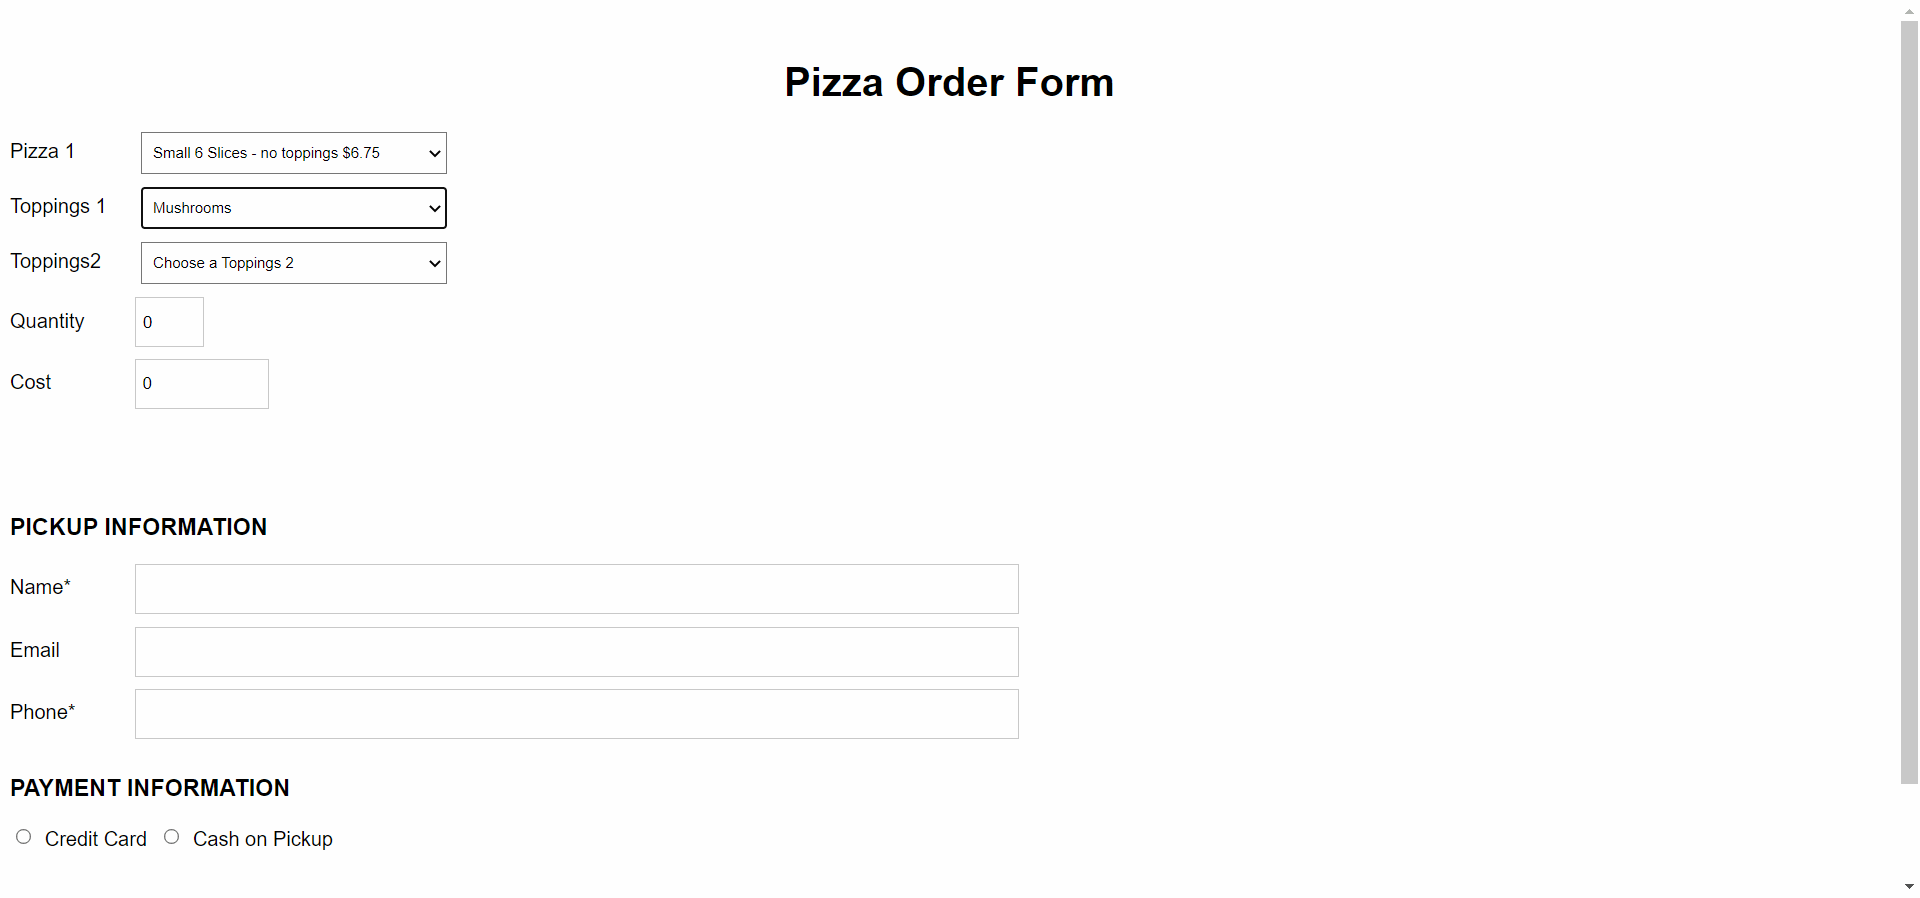 Pizza Order Form
Pizza 1 Small 6 Slices - no toppings $6.75
Toppings 1 Mushrooms
Toppings2 Choose a Toppings 2
Quantity 0
Cost 0
PICKUP INFORMATION
Name*
Email
Phone*
PAYMENT INFORMATION
Credit Card Cash on Pickup